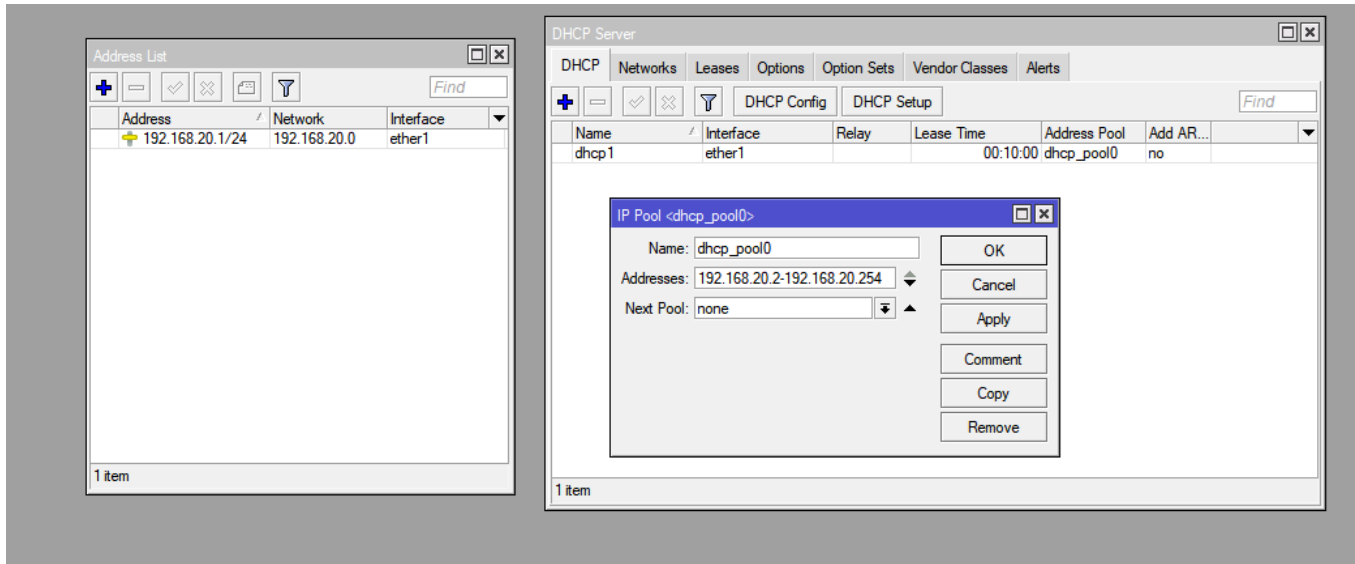 Address List
Find
Address Network Interface
192.168.20.1/24 192.168.20.0 ether1
1 item
DHCP Server
DHCP Networks Leases Options Option Sets Vendor Classes Alerts
DHCP Config DHCP Setup Find
Name Interface Relay Lease Time Address Pool Add AR...
dhcp1 ether1 00:10:00 dhcp_pool0 no
IP Pool <dhcp_pool0>
Name: dhcp_pool0 OK
Addresses: 192.168.20.2-192.168.20.254 Cancel
Next Pool: none Apply
Comment
Copy
Remove
1 item